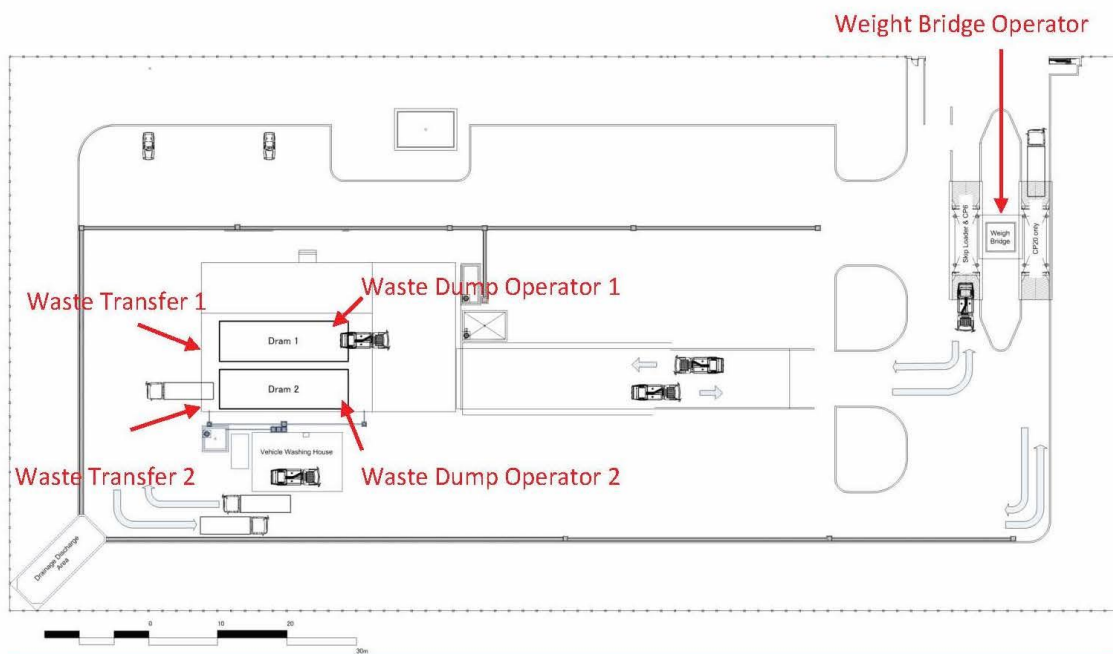 Weight Bridge Operator
Skip Loader & CP6
Weigh
Bridge
CP20 only
Waste Transfer 1
Waste Dump Operator 1
Dram 1
Dram 2
Waste Transfer 2
Vehicle Washing House
Waste Dump Operator 2
Drainage Discharge
Area
0
10
20
30m